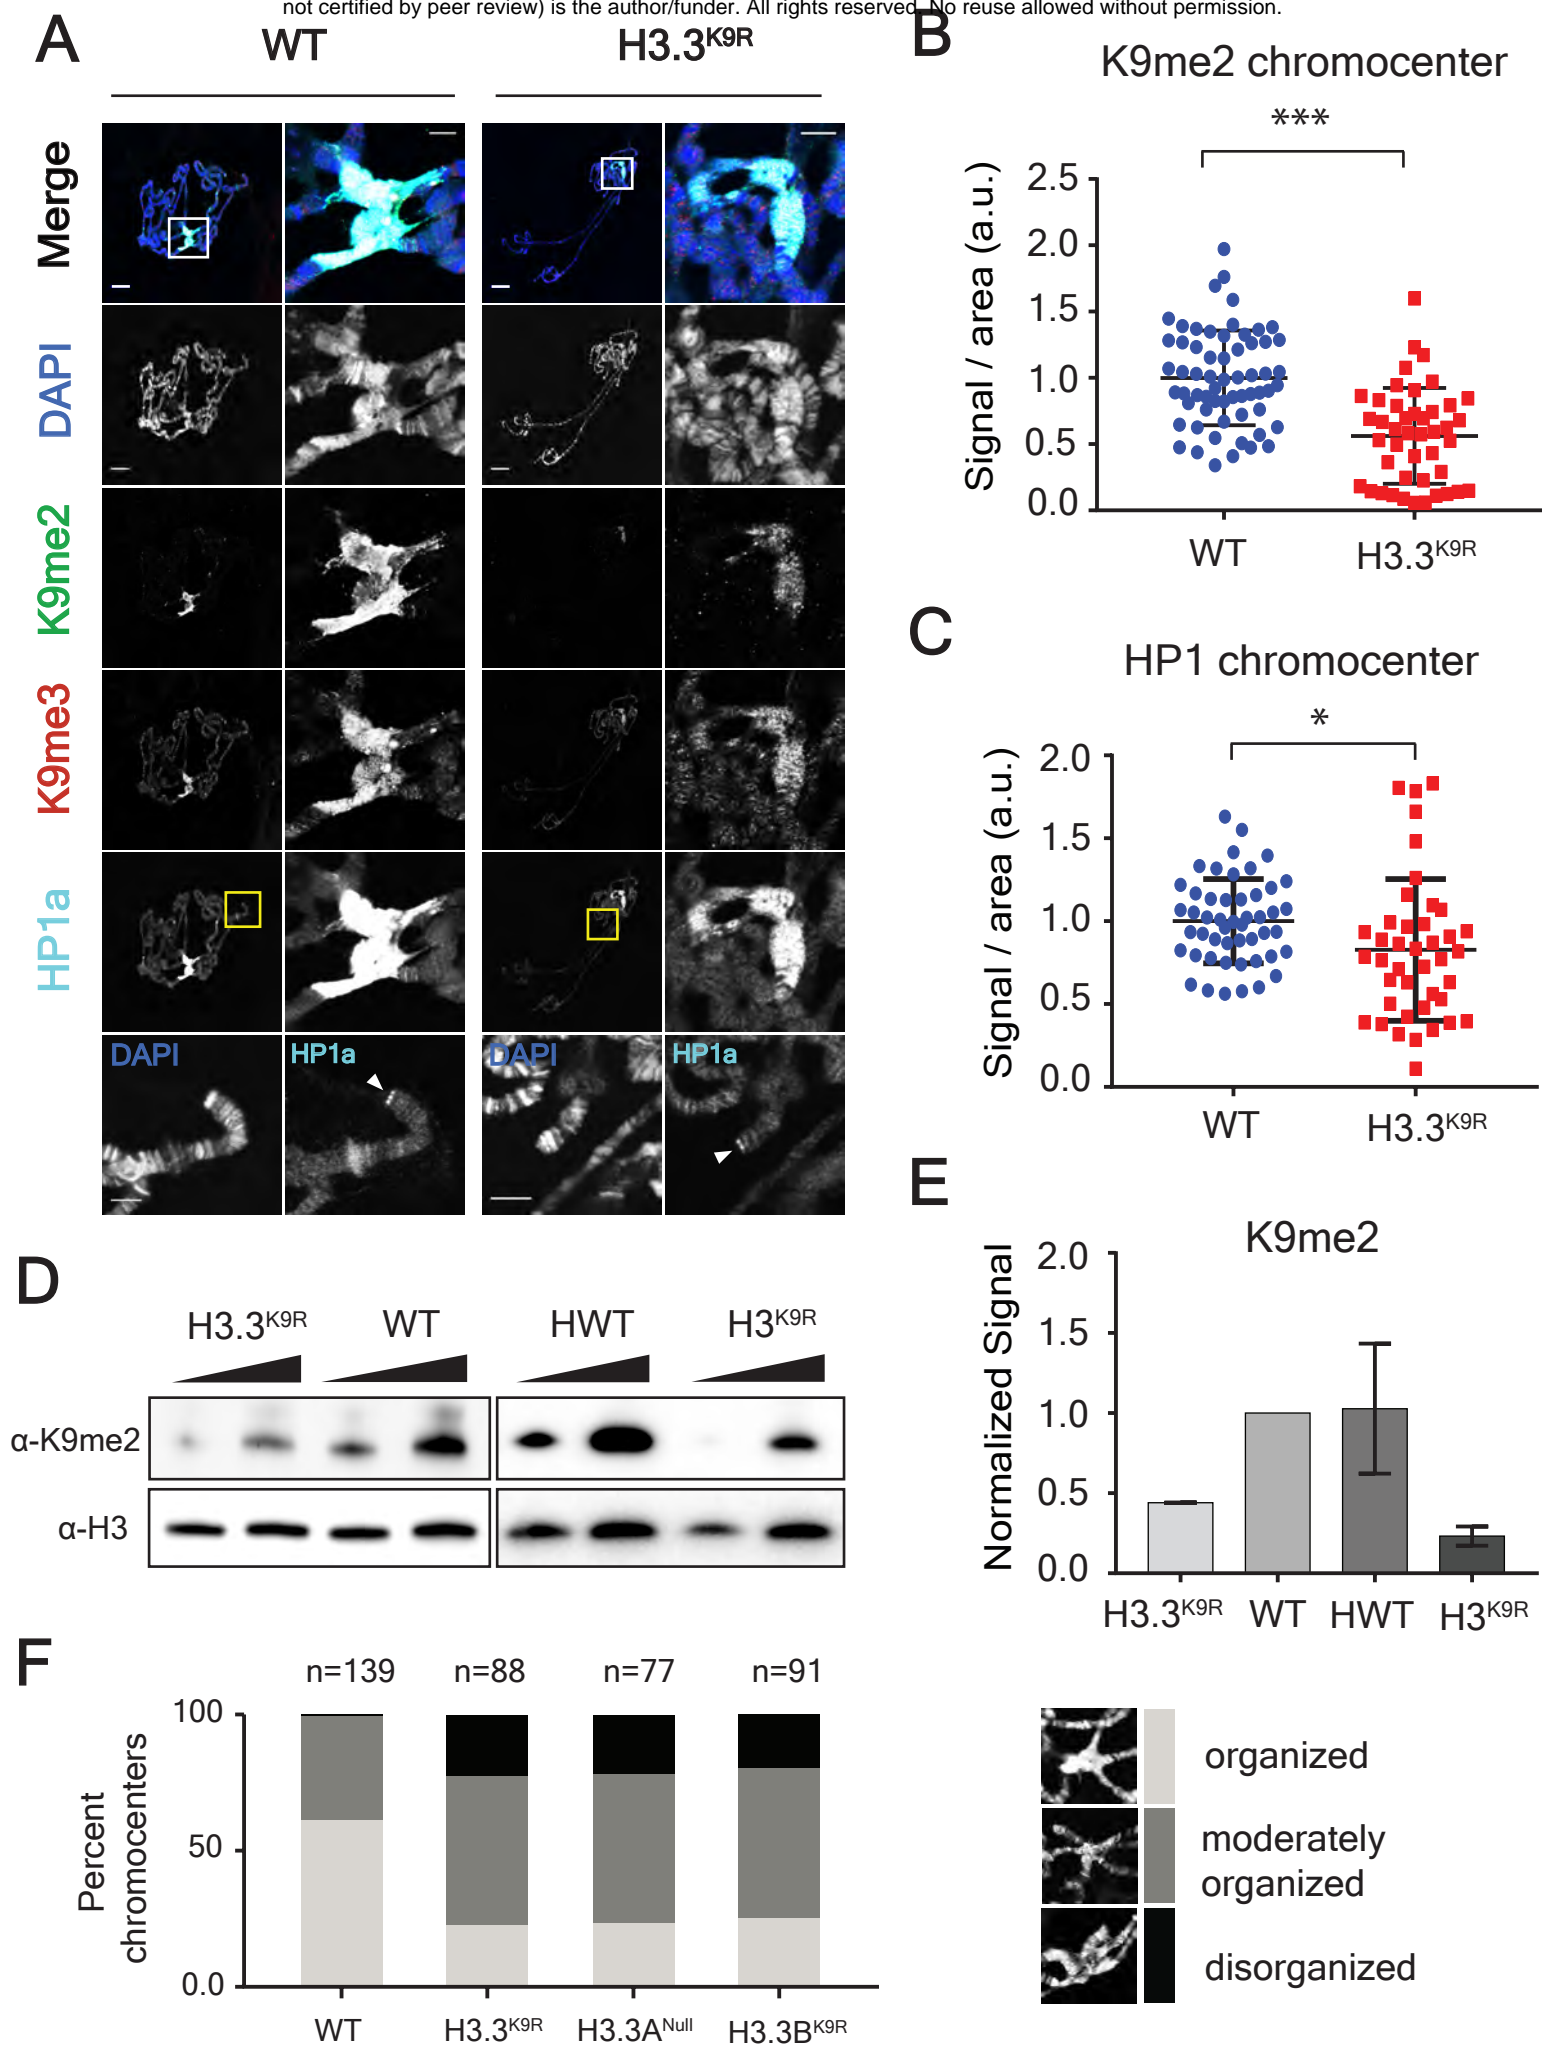 not certified by peer review) is the author/funder. All rights reserved. No reuse allowed without permission.
A
WT
H3.3K9R
Merge
DAPI
K9me2
K9me3
HP1a
DAPI
HP1a
DAPI
HP1a
B
K9me2 chromocenter
***
Signal / area (a.u.)
2.5
2.0
1.5
1.0
0.5
0.0
WT
H3.3K9R
C
HP1 chromocenter
*
Signal / area (a.u.)
2.0
1.5
1.0
0.5
0.0
WT
H3.3K9R
D
H3.3K9R
WT
HWT
H3K9R
α-K9me2
α-H3
E
K9me2
Normalized Signal
2.0
1.5
1.0
0.5
0.0
H3.3K9R
WT
HWT
H3K9R
F
n=139
n=88
n=77
n=91
Percent
chromocenters
100
50
0.0
WT
H3.3K9R
H3.3ANull
H3.3BK9R
organized
moderately
organized
disorganized